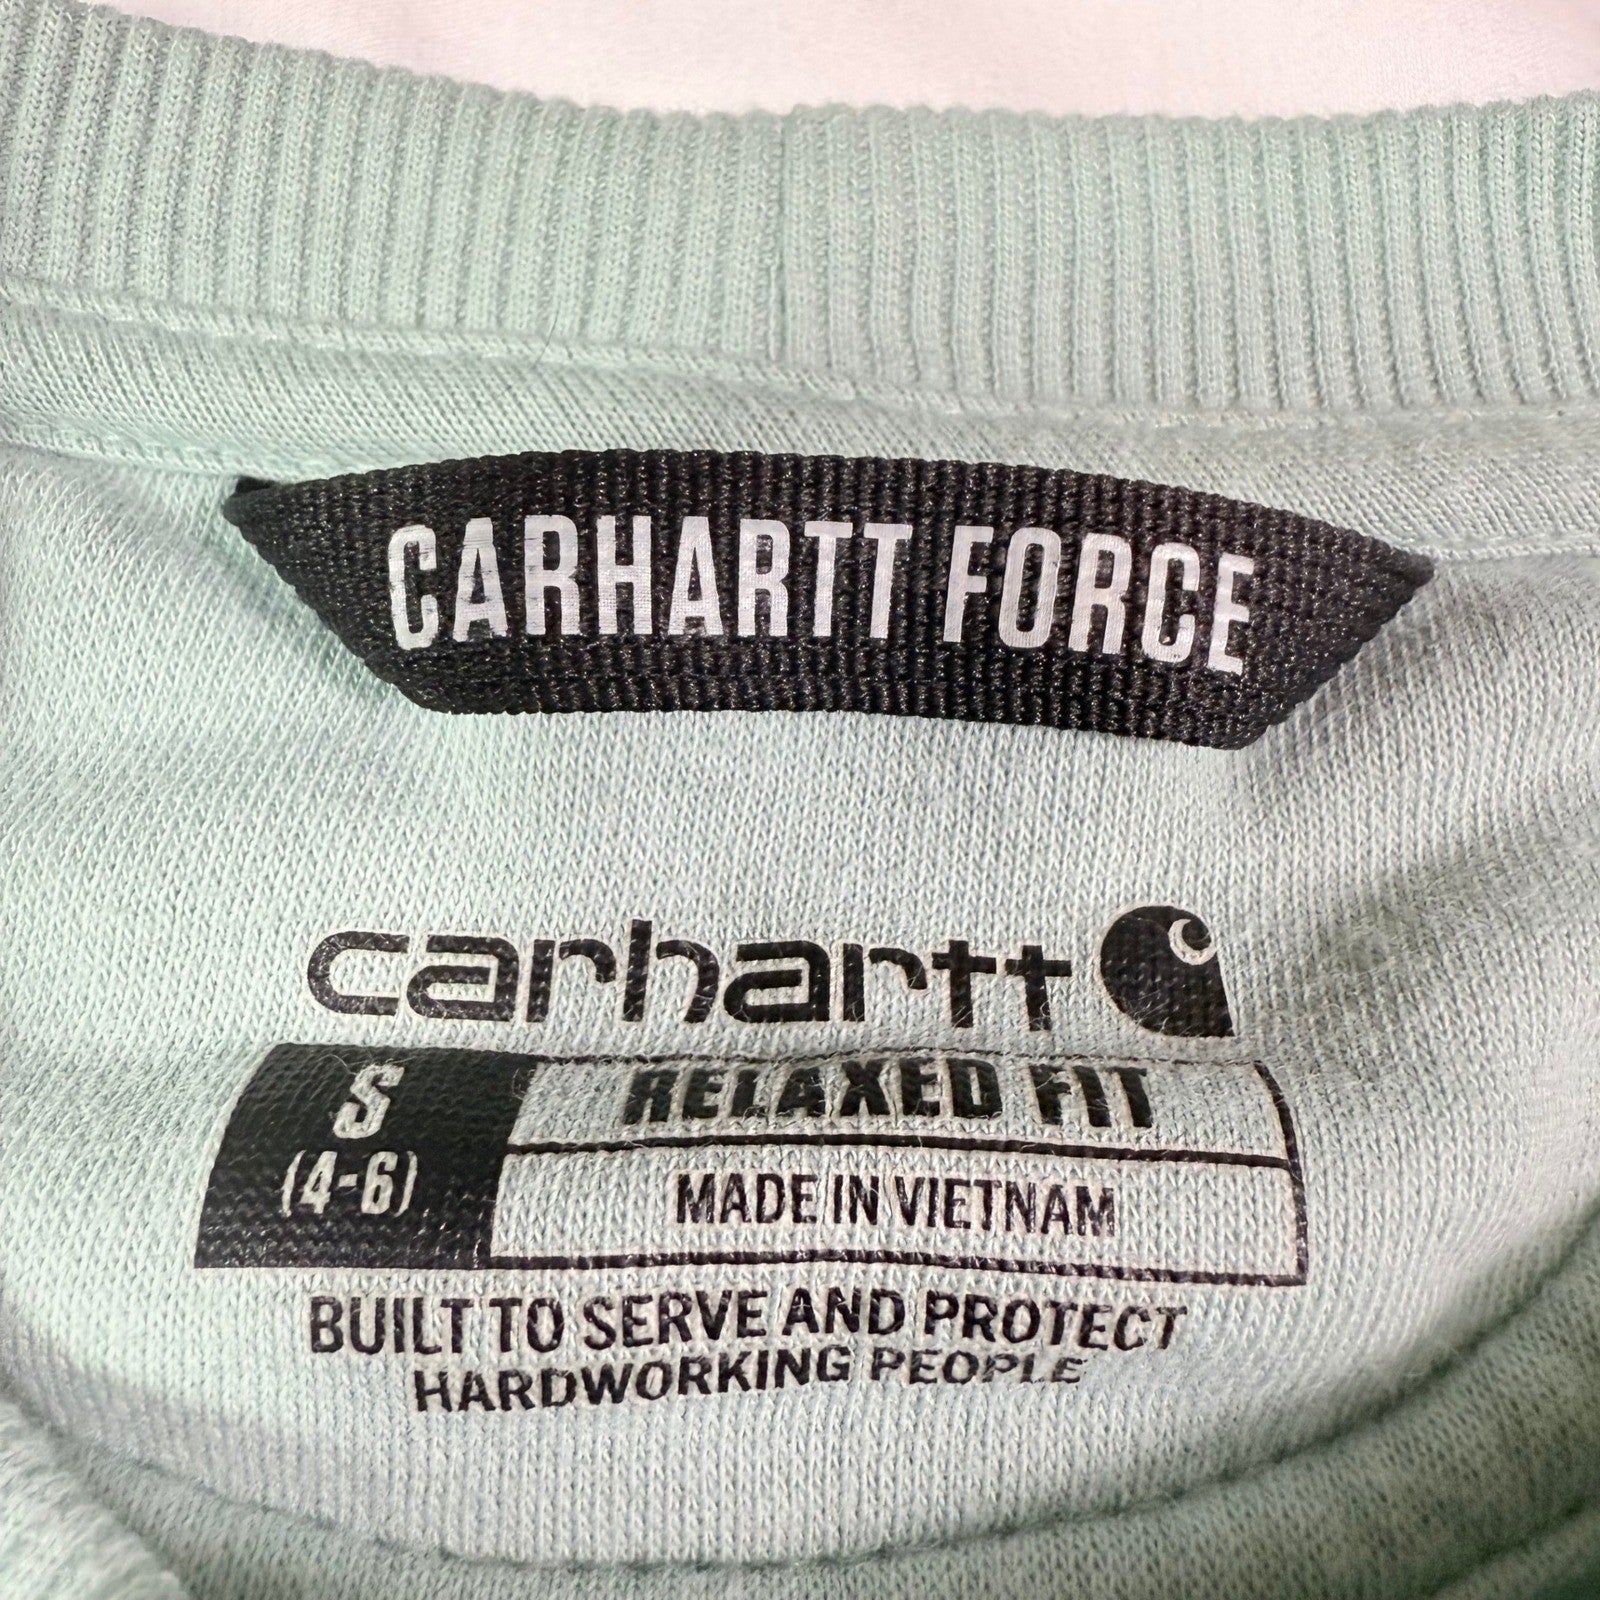 CARHARTT FORCE
carhartt
S RELAXED FIT
(4-6) MADE IN VIETNAM
BUILT TO SERVE AND PROTECT
HARDWORKING PEOPLE